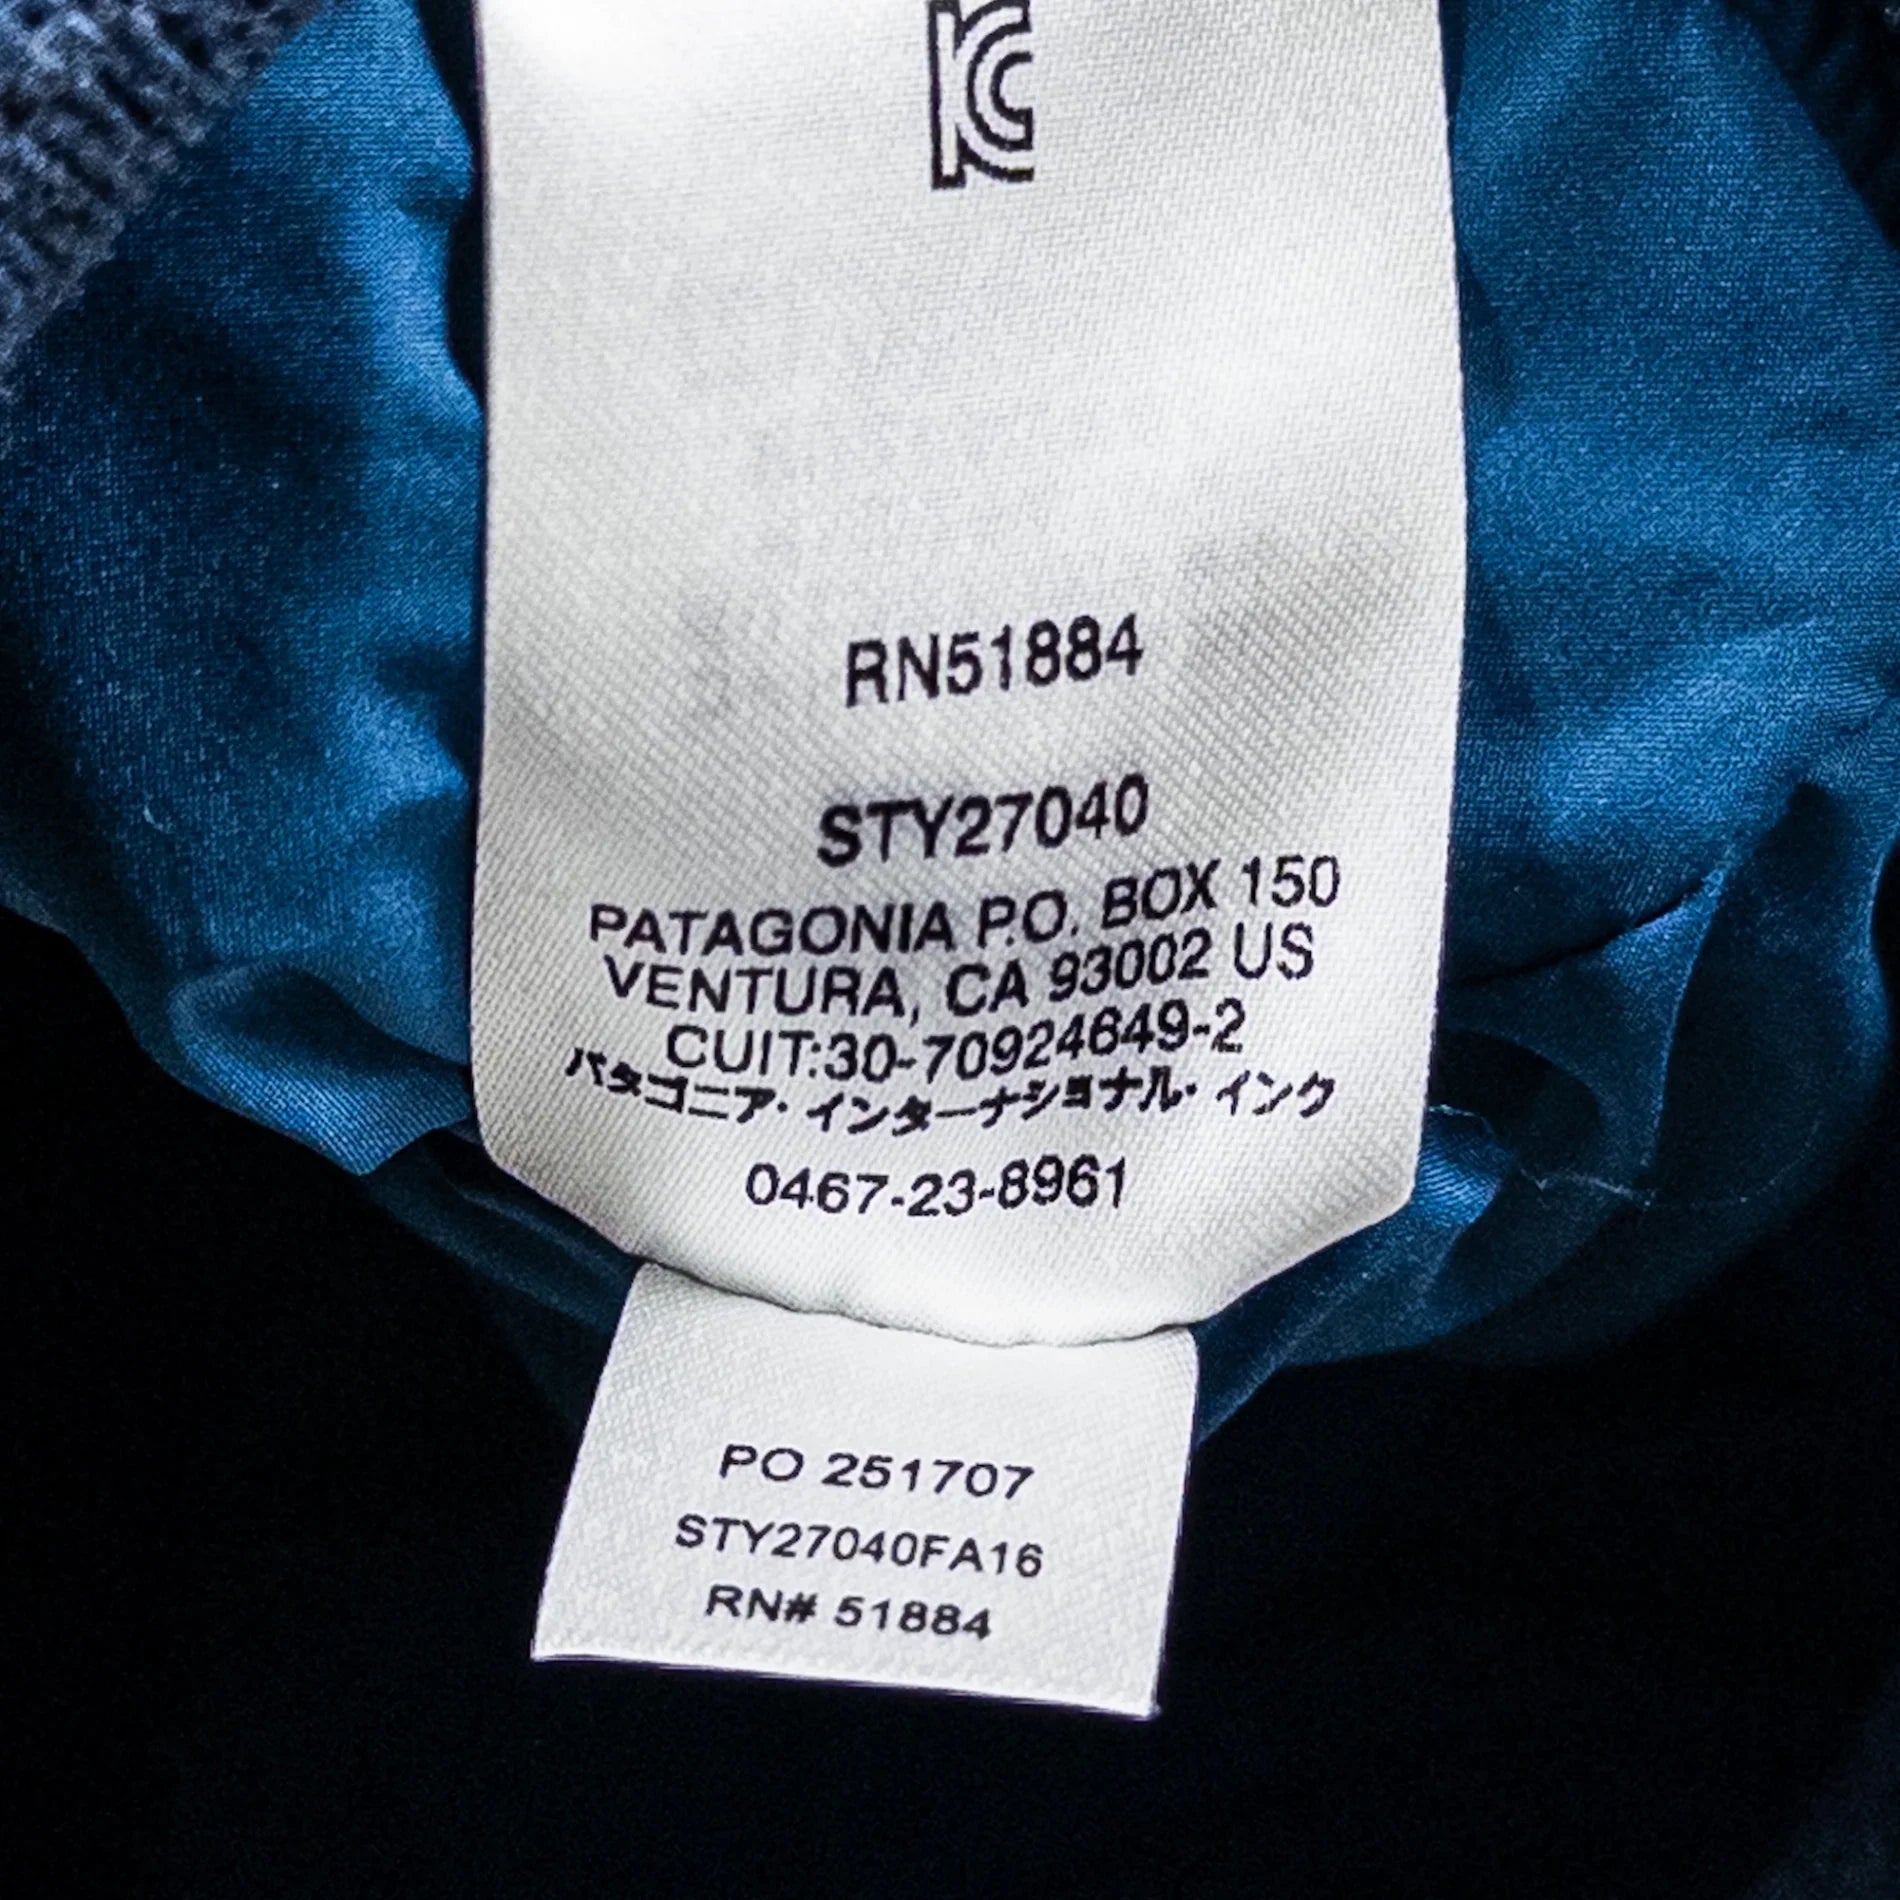 RN51884
STY27040
PATAGONIA P.O. BOX 150
VENTURA, CA 93002 US
CUIT:30-70924649-2
パタゴニア・インターナショナル・インク
0467-23-8961
PO 251707
STY27040FA16
RN# 51884